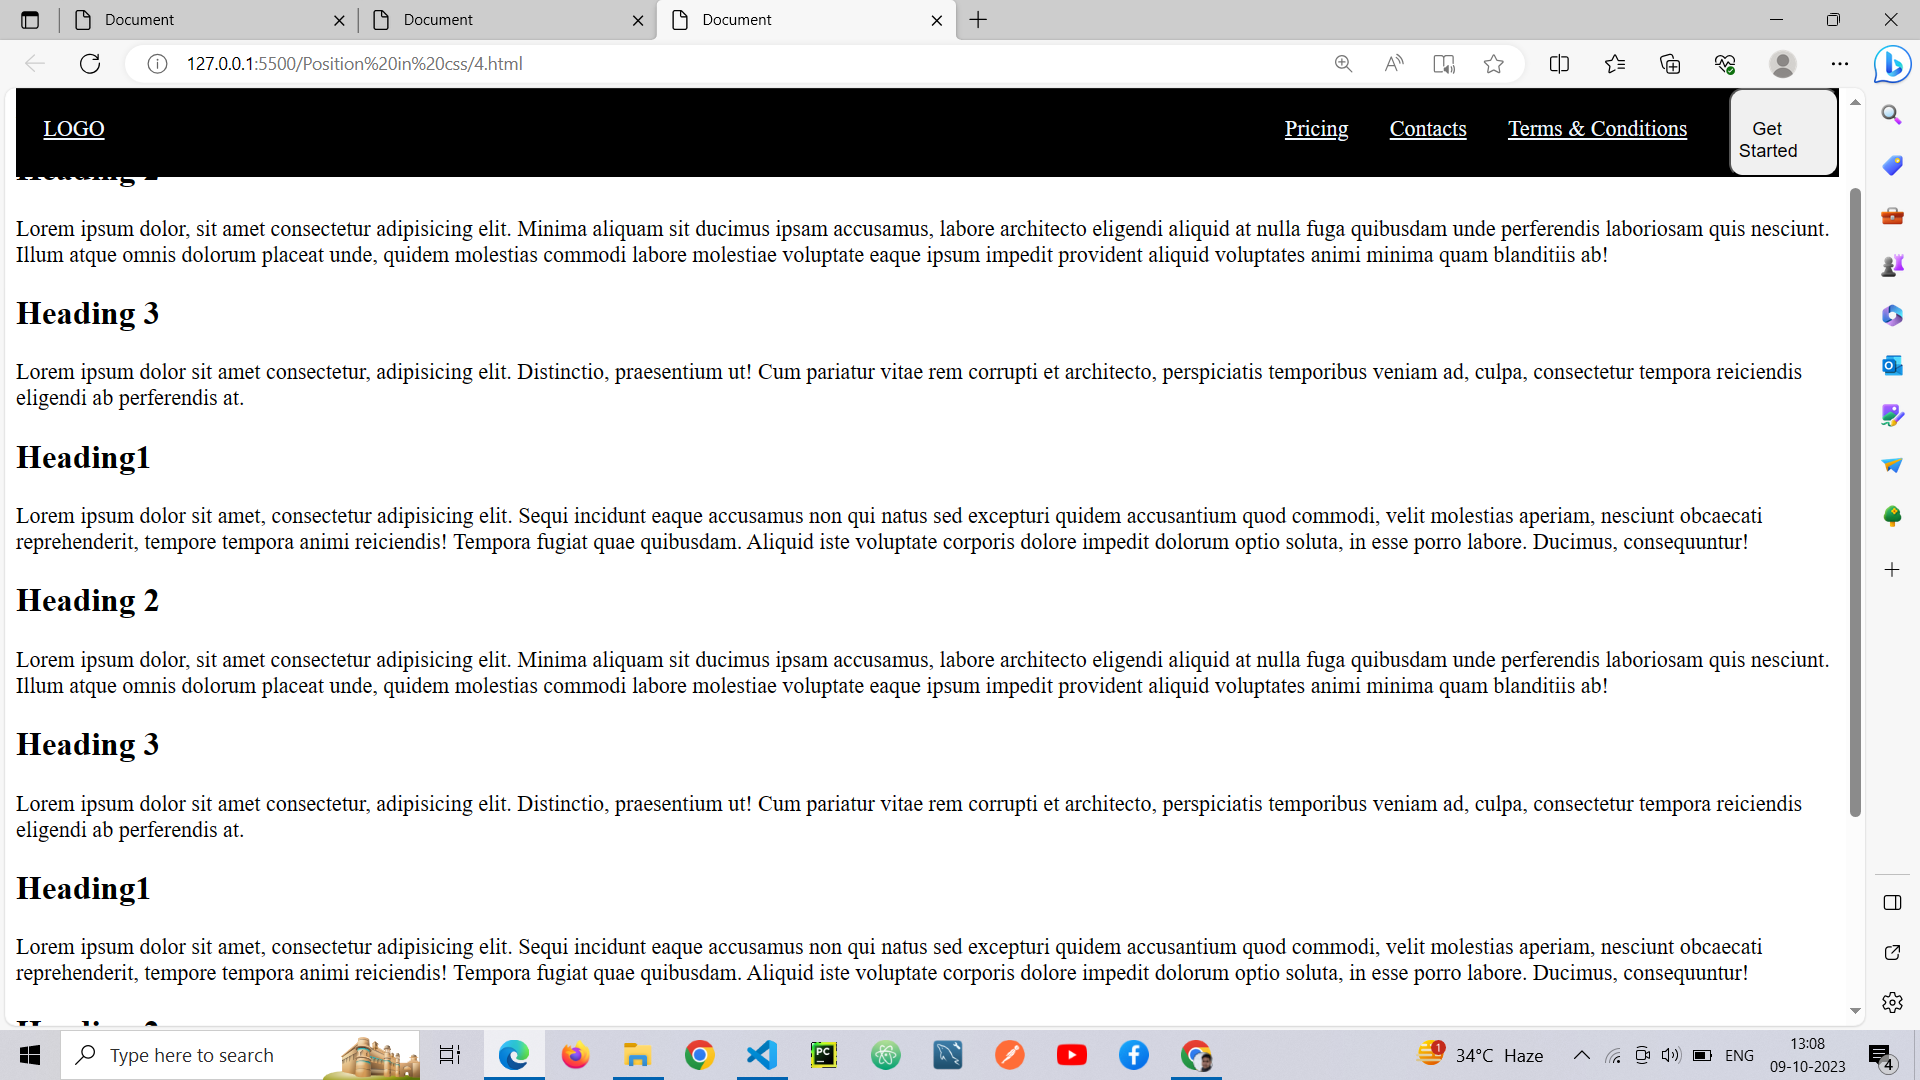 Document
Document
Document
127.0.0.1:5500/Position%20in%20css/4.html
LOGO
Pricing
Contacts
Terms & Conditions
Get
Started
Heading 2
Lorem ipsum dolor, sit amet consectetur adipisicing elit. Minima aliquam sit ducimus ipsam accusamus, labore architecto eligendi aliquid at nulla fuga quibusdam unde perferendis laboriosam quis nesciunt.
Illum atque omnis dolorum placeat unde, quidem molestias commodi labore molestiae voluptate eaque ipsum impedit provident aliquid voluptates animi minima quam blanditiis ab!
Heading 3
Lorem ipsum dolor sit amet consectetur, adipisicing elit. Distinctio, praesentium ut! Cum pariatur vitae rem corrupti et architecto, perspiciatis temporibus veniam ad, culpa, consectetur tempora reiciendis
eligendi ab perferendis at.
Heading1
Lorem ipsum dolor sit amet, consectetur adipisicing elit. Sequi incidunt eaque accusamus non qui natus sed excepturi quidem accusantium quod commodi, velit molestias aperiam, nesciunt obcaecati
reprehenderit, tempore tempora animi reiciendis! Tempora fugiat quae quibusdam. Aliquid iste voluptate corporis dolore impedit dolorum optio soluta, in esse porro labore. Ducimus, consequuntur!
Heading 2
Lorem ipsum dolor, sit amet consectetur adipisicing elit. Minima aliquam sit ducimus ipsam accusamus, labore architecto eligendi aliquid at nulla fuga quibusdam unde perferendis laboriosam quis nesciunt.
Illum atque omnis dolorum placeat unde, quidem molestias commodi labore molestiae voluptate eaque ipsum impedit provident aliquid voluptates animi minima quam blanditiis ab!
Heading 3
Lorem ipsum dolor sit amet consectetur, adipisicing elit. Distinctio, praesentium ut! Cum pariatur vitae rem corrupti et architecto, perspiciatis temporibus veniam ad, culpa, consectetur tempora reiciendis
eligendi ab perferendis at.
Heading1
Lorem ipsum dolor sit amet, consectetur adipisicing elit. Sequi incidunt eaque accusamus non qui natus sed excepturi quidem accusantium quod commodi, velit molestias aperiam, nesciunt obcaecati
reprehenderit, tempore tempora animi reiciendis! Tempora fugiat quae quibusdam. Aliquid iste voluptate corporis dolore impedit dolorum optio soluta, in esse porro labore. Ducimus, consequuntur!
Heading 2
Type here to search
PC
1
34°C Haze
ENG
13:08
09-10-2023
4